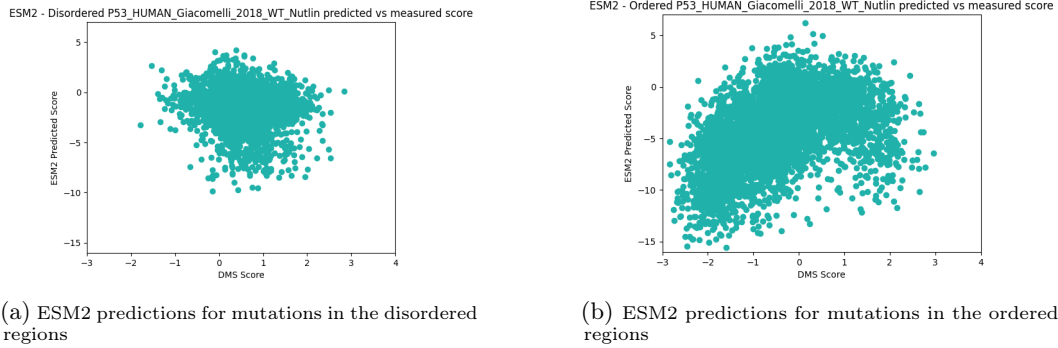 ESM2 - Disordered P53_HUMAN_Giacomelli_2018_WT_Nutlin predicted vs measured score
5
0
−5
−10
−15
ESM2 Predicted Score
−3 −2 −1 0 1 2 3 4
DMS Score
(a) ESM2 predictions for mutations in the disordered
regions
ESM2 - Ordered P53_HUMAN_Giacomelli_2018_WT_Nutlin predicted vs measured score
5
0
−5
−10
−15
ESM2 Predicted Score
−3 −2 −1 0 1 2 3 4
DMS Score
(b) ESM2 predictions for mutations in the ordered
regions